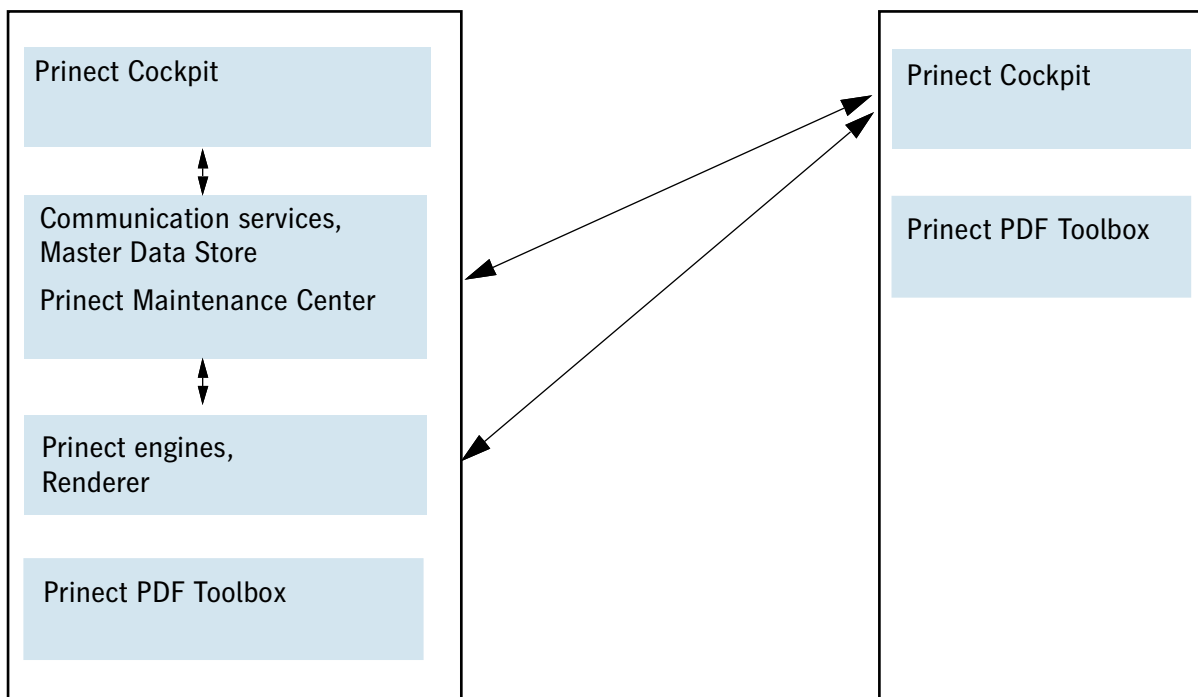 Prinect Cockpit
Communication services,
Master Data Store
Prinect Maintenance Center
Prinect engines,
Renderer
Prinect PDF Toolbox
Prinect Cockpit
Prinect PDF Toolbox